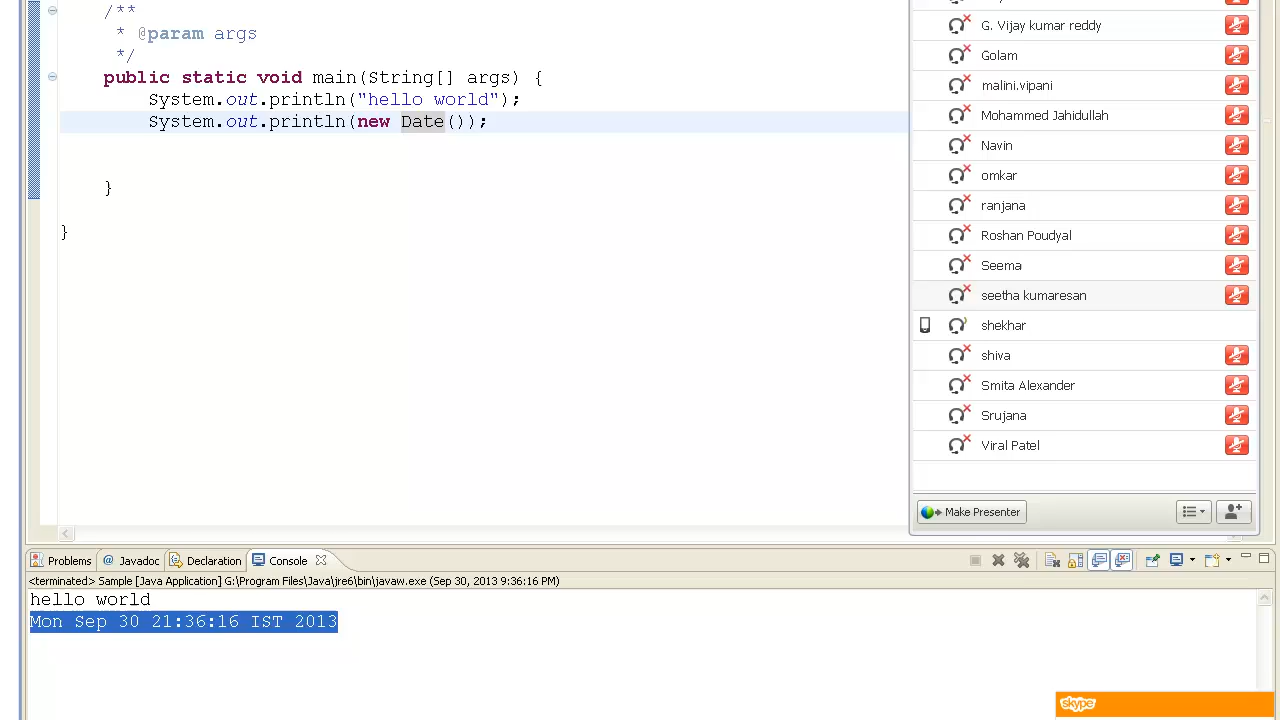 /**
* @param args
*/
public static void main(String[] args) {
System.out.println("hello world");
System.out.println(new Date());
}
}
G. Vijay kumar reddy
Golam
malini.vipani
Mohammed Jahidullah
Navin
omkar
ranjana
Roshan Poudyal
Seema
Seetha kumaresan
shekhar
Smita Alexander
Srujana
Viral Patel
Make Presenter
Problems @ Javadoc Declaration Console
<terminated> Sample [Java Application] G:\Program Files\Java\jre6\bin\javaw.exe (Sep 30, 2013 9:36:16 PM)
hello world
Mon Sep 30 21:36:16 IST 2013
skype